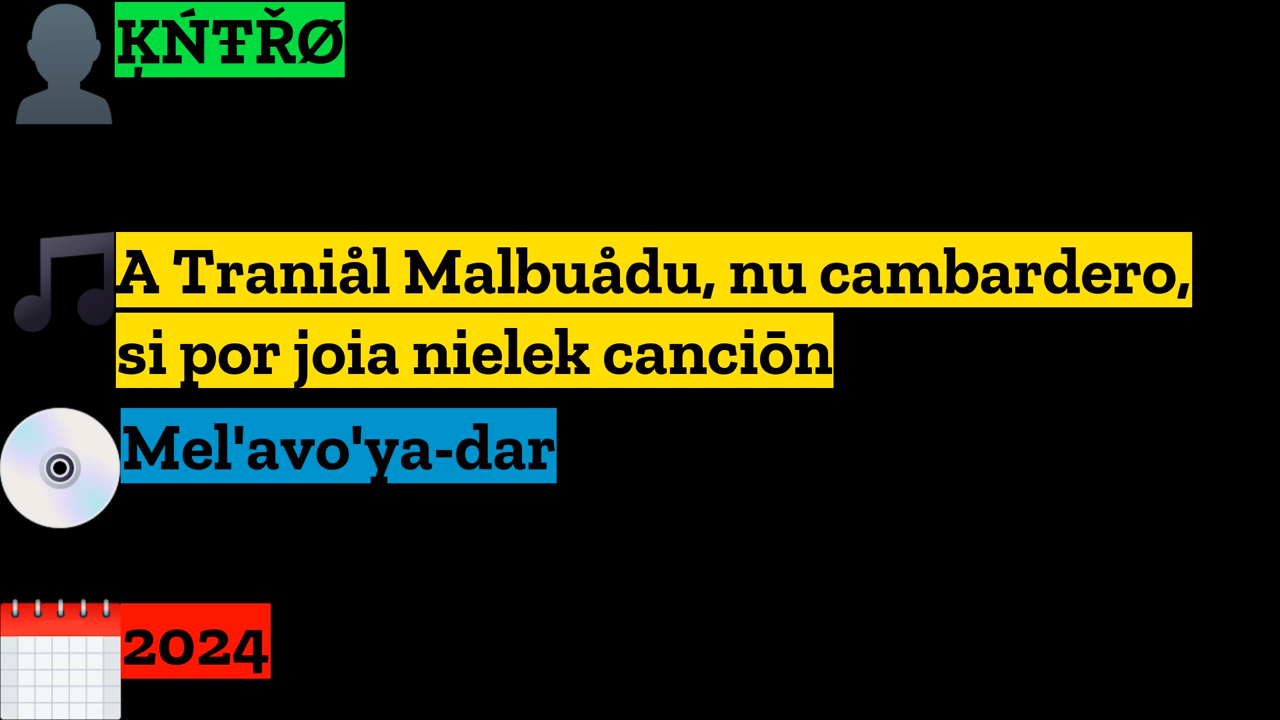 ĶŃŦŘØ
A Traniål Malbuådu, nu cambardero,
si por joia nielek canciōn
Mel'avo'ya-dar
2024